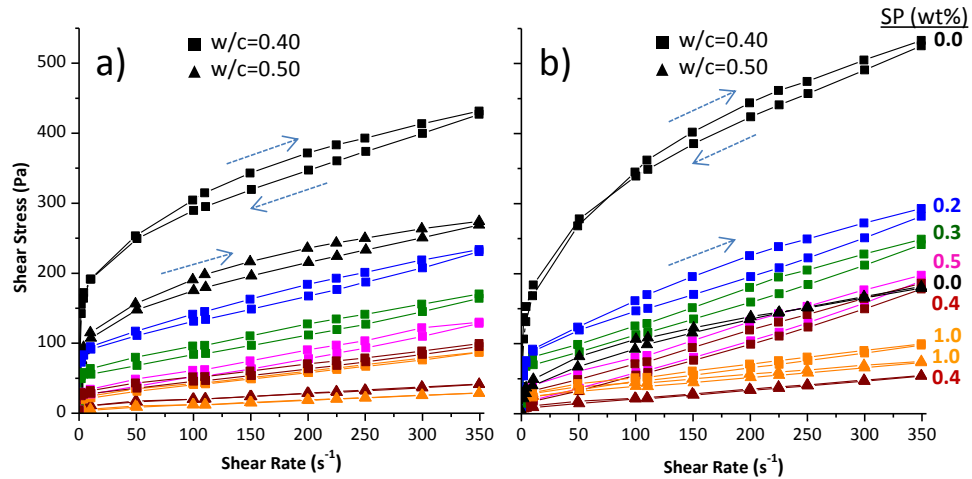 SP (wt%)
a)
w/c=0.40
w/c=0.50
b)
w/c=0.40
w/c=0.50
0.0
0.2
0.3
0.5
0.0
0.4
1.0
1.0
0.4
Shear Stress (Pa)
500
400
300
200
100
0
0 50 100 150 200 250 300 350
0 50 100 150 200 250 300 350
Shear Rate (s⁻¹)
Shear Rate (s⁻¹)